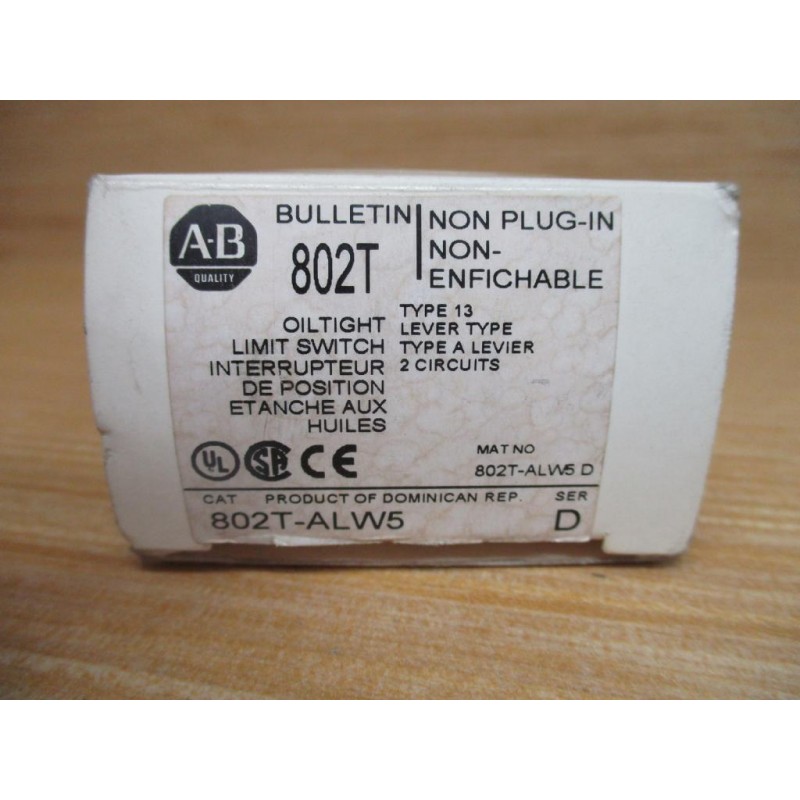 A-B
QUALITY
BULLETIN
802T
NON PLUG-IN
NON-
ENFICHABLE
OILTIGHT
LIMIT SWITCH
INTERRUPTEUR
DE POSITION
ETANCHE AUX
HUILES
TYPE 13
LEVER TYPE
TYPE A LEVIER
2 CIRCUITS
UL
SA
CE
MAT NO
802T-ALW5 D
CAT PRODUCT OF DOMINICAN REP. SER
802T-ALW5 D